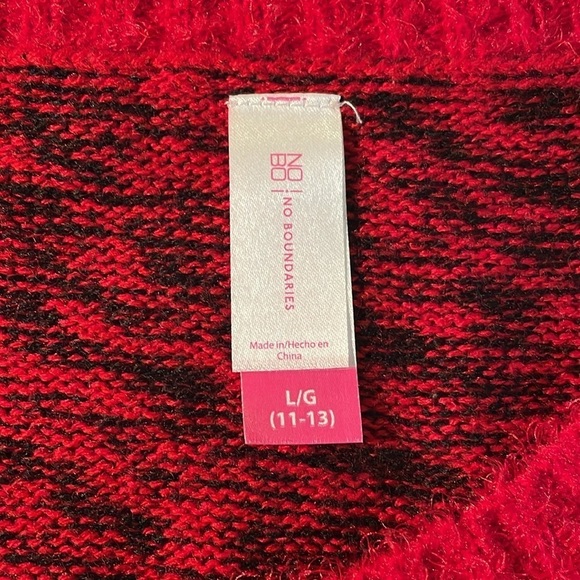 NO
BO
NO BOUNDARIES
Made in/Hecho en
China
L/G
(11-13)